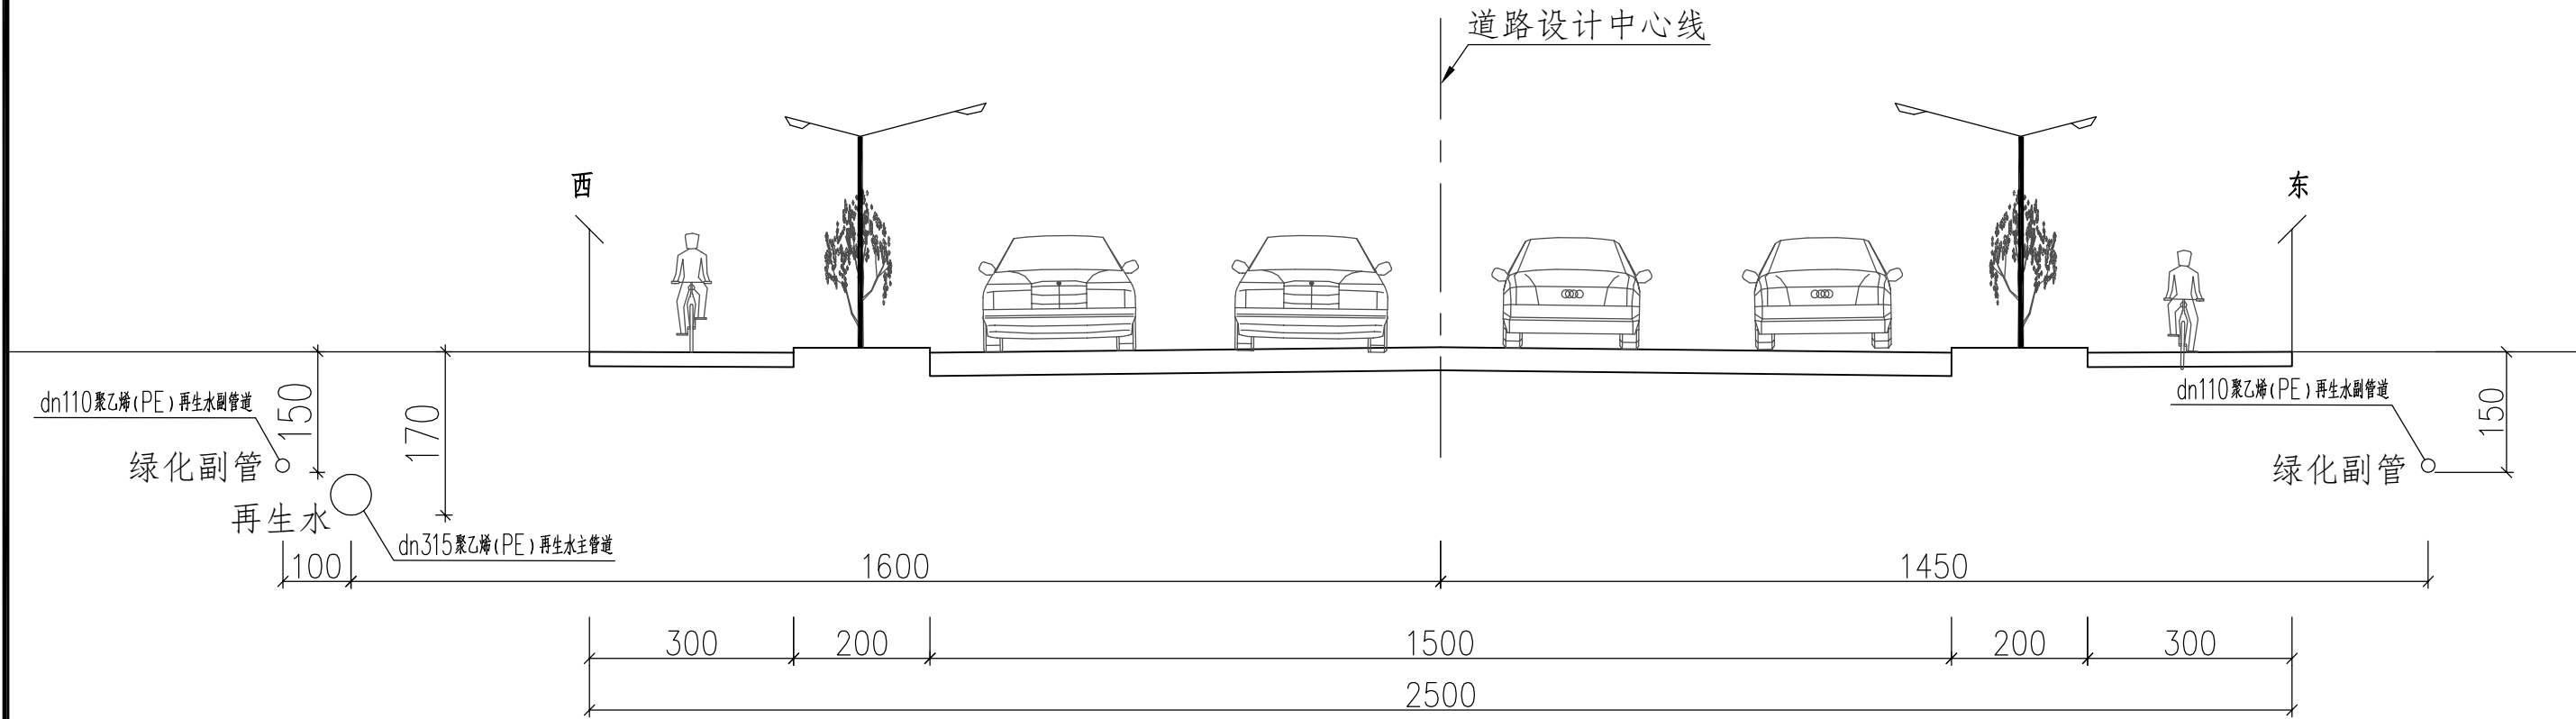 道路设计中心线
西
东
dn110聚乙烯(PE)再生水副管道
150
170
dn110聚乙烯(PE)再生水副管道
150
绿化副管
绿化副管
再生水
dn315聚乙烯(PE)再生水主管道
100
1600
1450
300
200
1500
200
300
2500